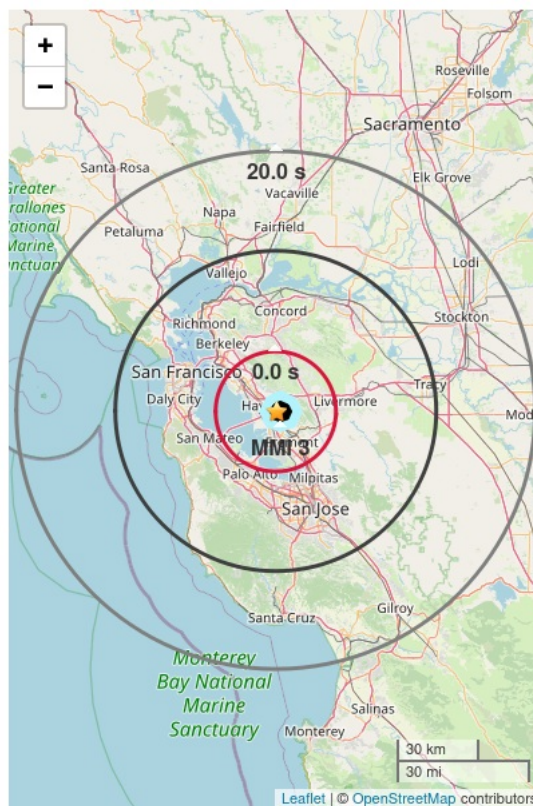 +
−
Roseville
Folsom
Sacramento
Santa Rosa
20.0 s
Elk Grove
Vacaville
Napa
Petaluma
Fairfield
Lodi
Vallejo
Concord
Stockton
Richmond
Berkeley
San Francisco
0.0 s
Tracy
Daly City
Livermore
San Mateo
MMI 3
Palo Alto
Milpitas
San Jose
Gilroy
Santa Cruz
Monterey
Bay National
Marine
Sanctuary
Salinas
Monterey
30 km
30 mi
Leaflet | © OpenStreetMap contributors